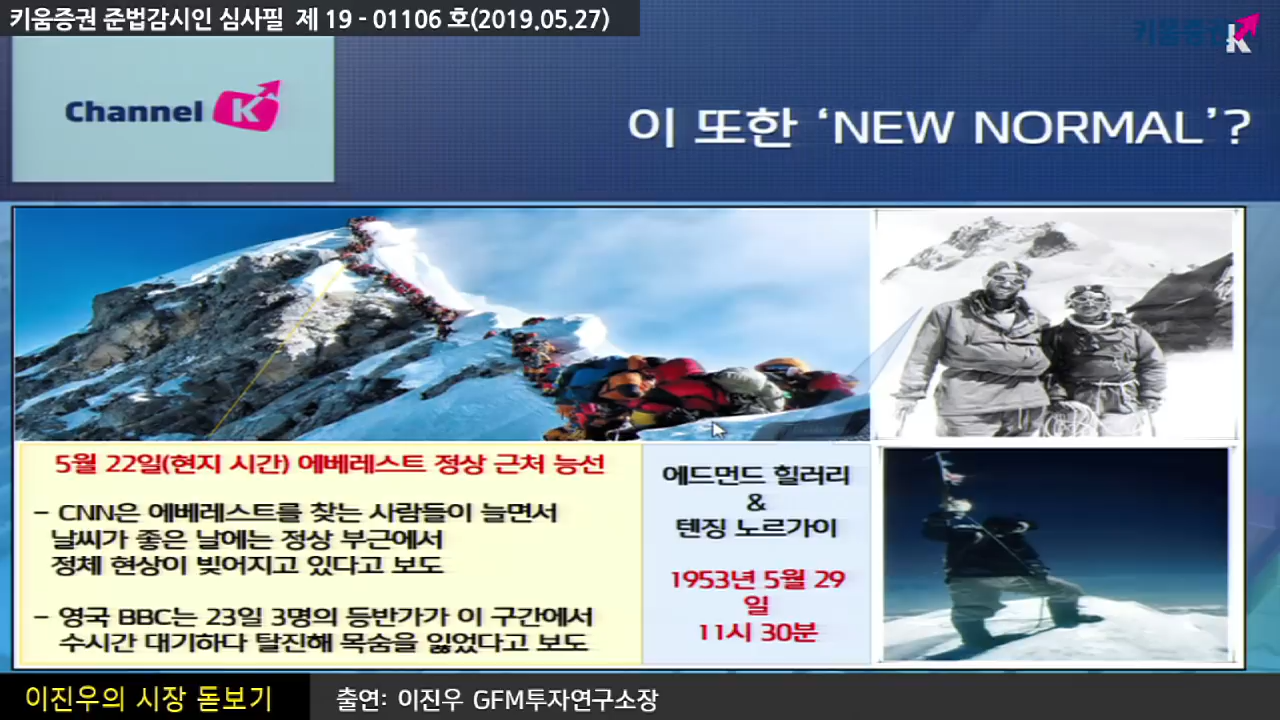 키움증권 준법감시인 심사필 제 19 - 01106 호(2019.05.27)
키움증권
K
Channel K
이 또한 ‘NEW NORMAL’?
5월 22일(현지 시간) 에베레스트 정상 근처 능선
- CNN은 에베레스트를 찾는 사람들이 늘면서
날씨가 좋은 날에는 정상 부근에서
정체 현상이 빚어지고 있다고 보도
- 영국 BBC는 23일 3명의 등반가가 이 구간에서
수시간 대기하다 탈진해 목숨을 잃었다고 보도
에드먼드 힐러리
&
텐징 노르가이
1953년 5월 29
일
11시 30분
이진우의 시장 돋보기
출연: 이진우 GFM투자연구소장